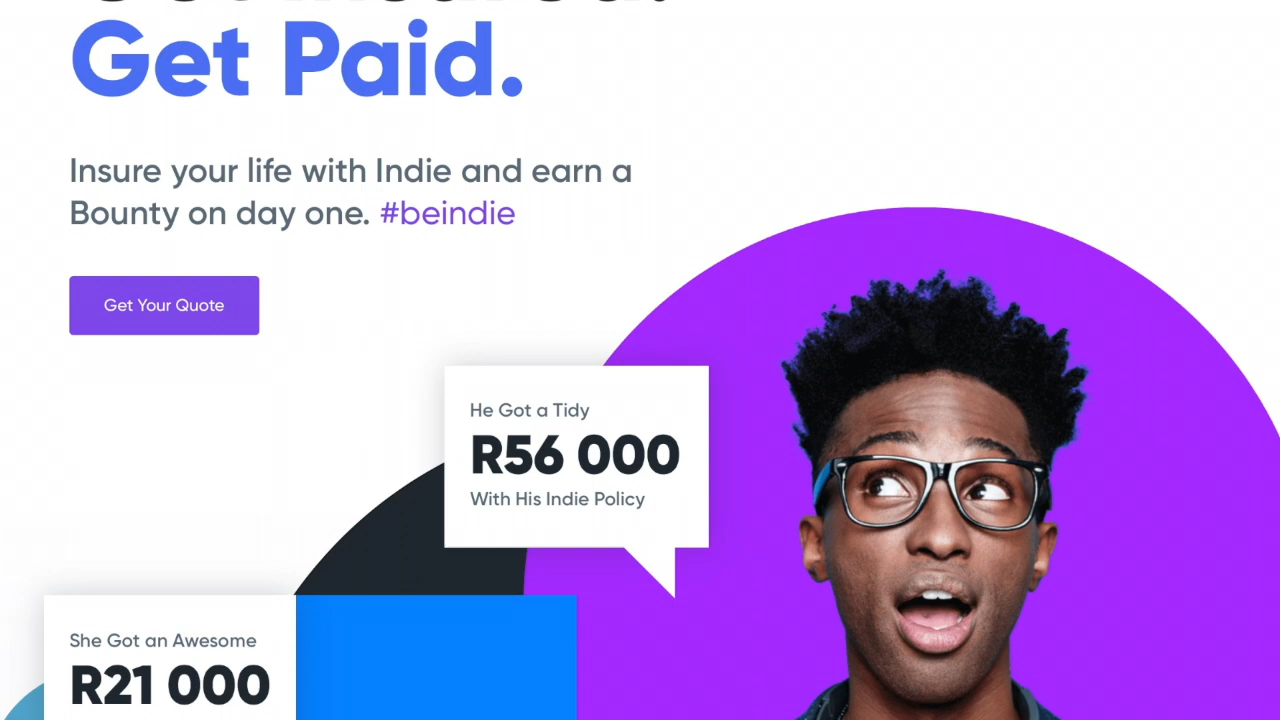 Get Paid.
Insure your life with Indie and earn a
Bounty on day one. #beindie
Get Your Quote
He Got a Tidy
R56 000
With His Indie Policy
She Got an Awesome
R21 000